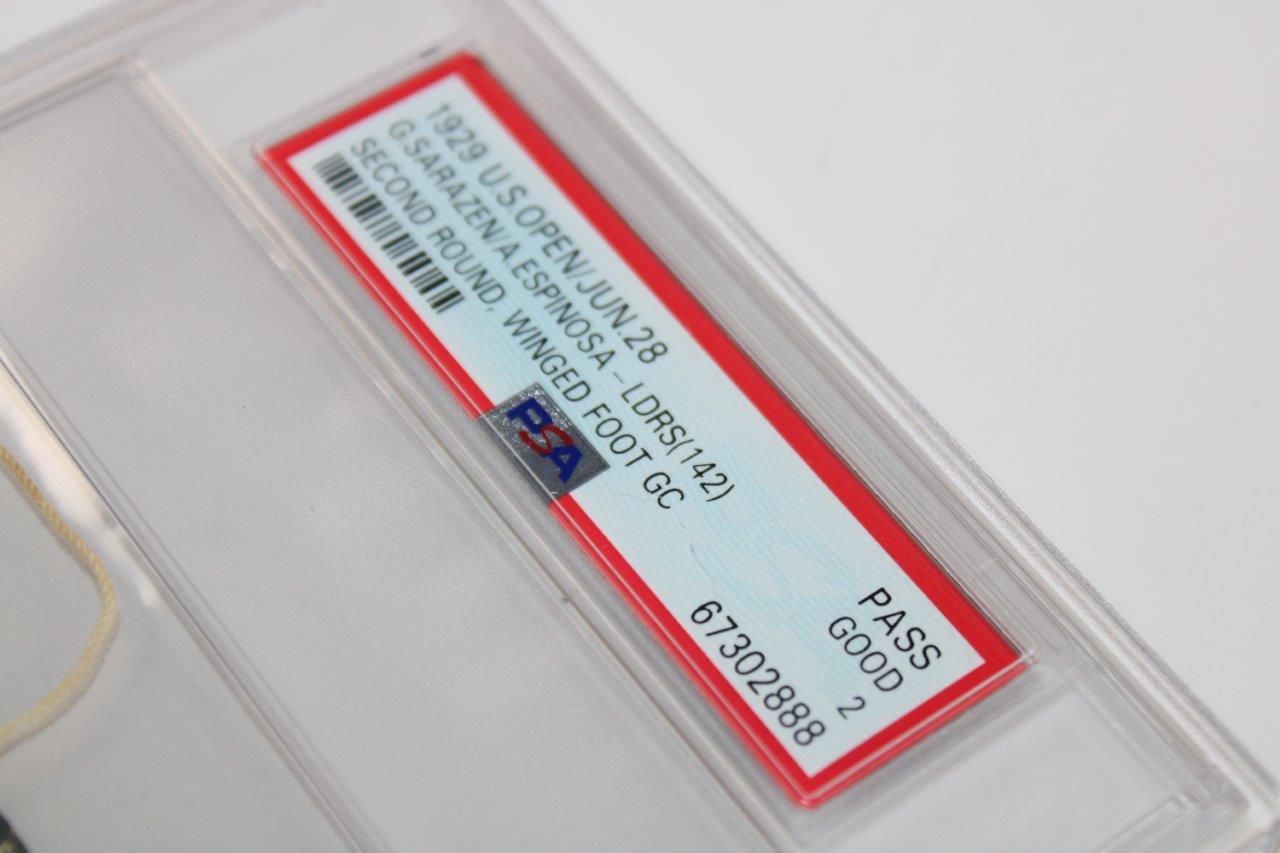 1929 U.S.OPEN/JUN.28
G.SARAZEN/A.ESPINOSA-LDRS(142)
SECOND ROUND, WINGED FOOT GC
PASS
GOOD
2
67302888
PSA